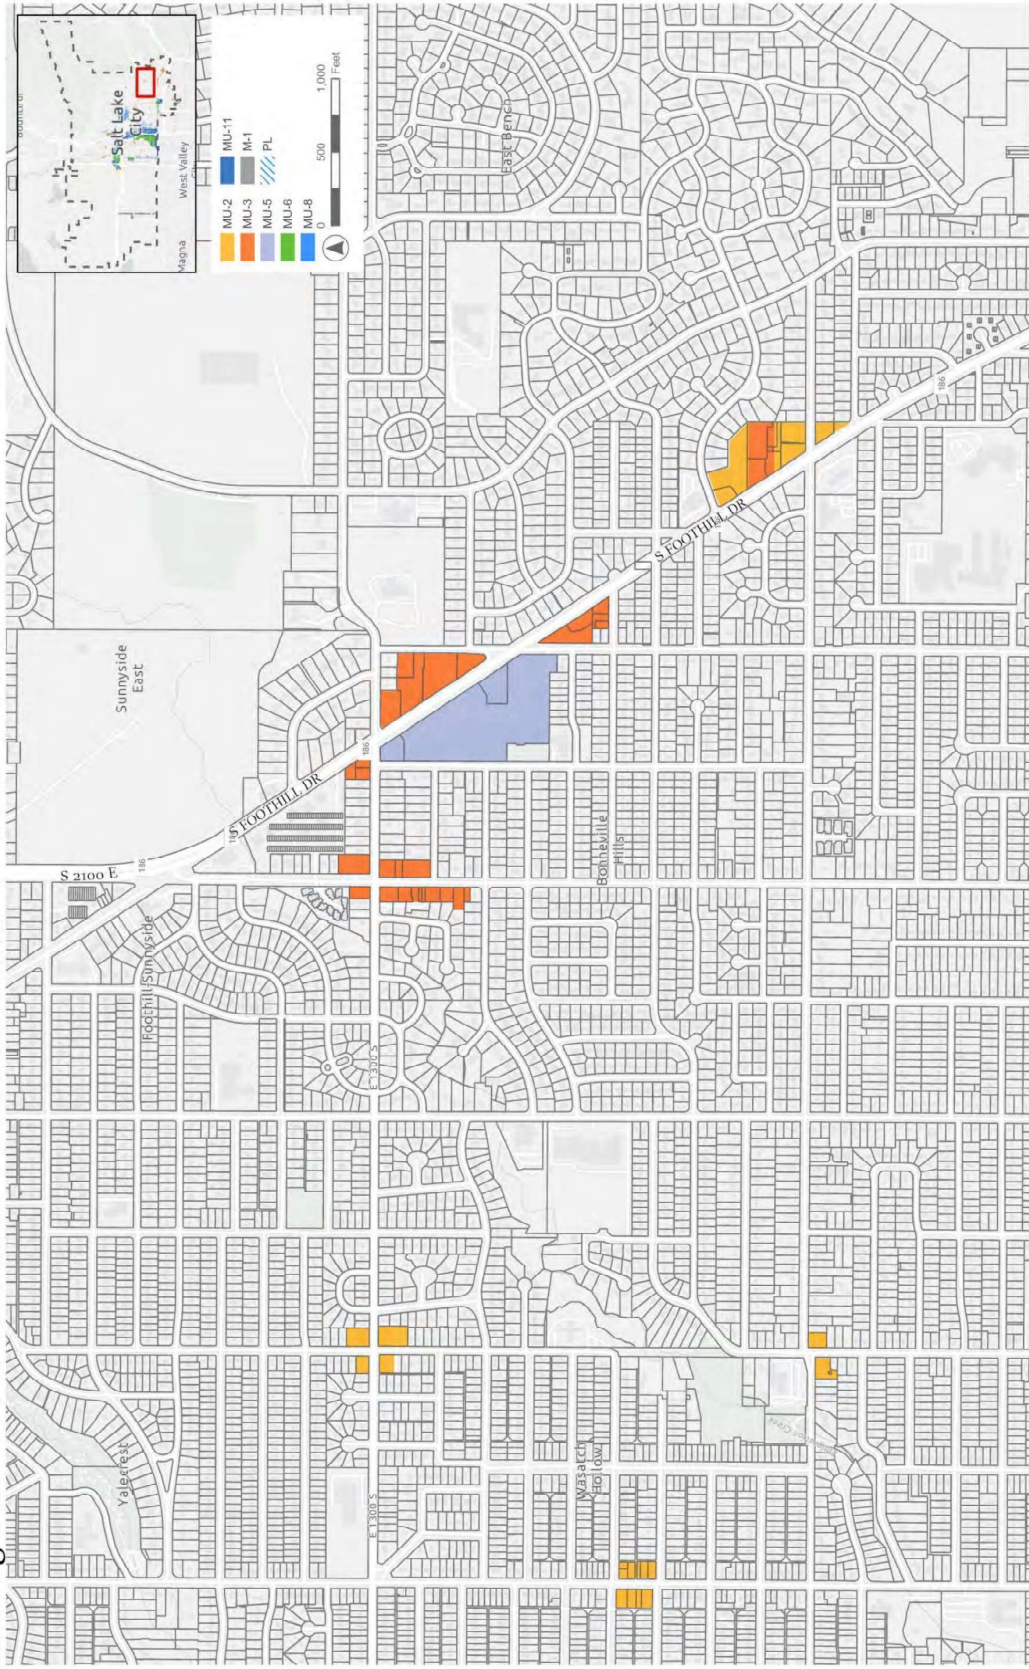 Salt Lake
City
West Valley
Magna
MU-2
MU-3
MU-5
MU-6
MU-8
MU-11
M-1
PL
0
500
1,000
Feet
East Bench
Sunnyside
East
S 2100 E
186
S FOOTHILL DR
186
S FOOTHILL DR
186
Foothill-Sunnyside
Bonneville
Hills
E 1300 S
Yalecrest
E 1300 S
Wasatch
Hollow